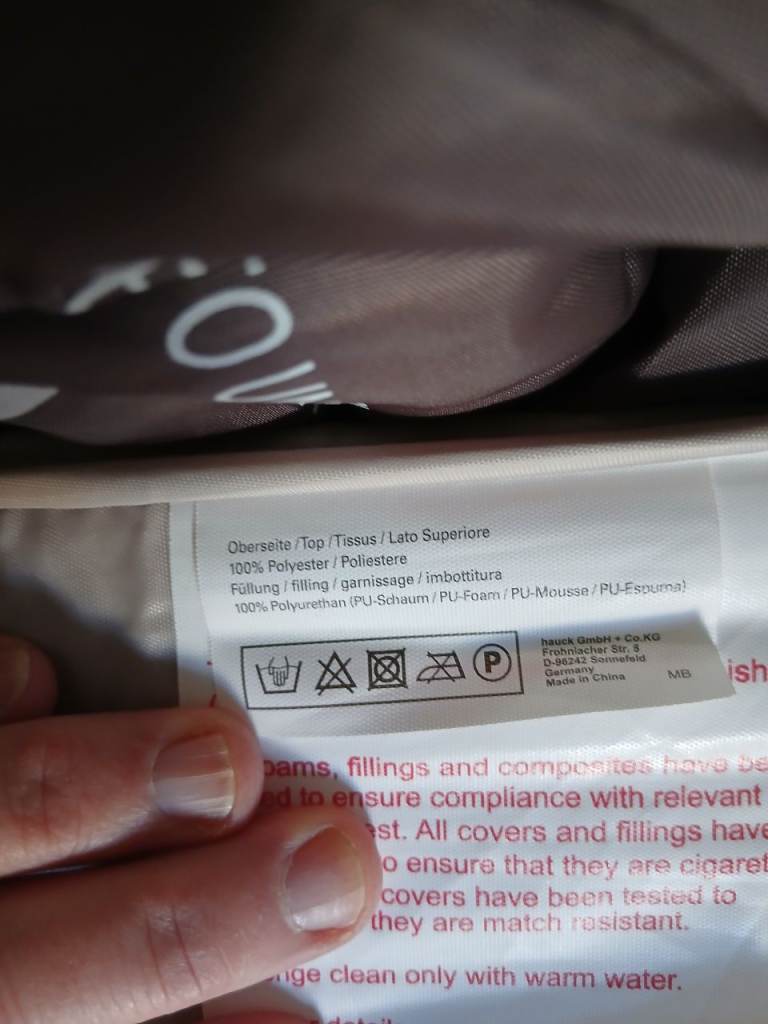 OU
Oberseite / Top / Tissus / Lato Superiore
100% Polyester / Poliestere
Füllung / filling / garnissage / imbottitura
100% Polyurethan (PU-Schaum / PU-Foam / PU-Mousse / PU-Espuma)
P
hauck GmbH + Co.KG
Frohnlacher Str. 8
D-96242 Sonnefeld
Germany
Made in China MB
ish
oams, fillings and composites have be
ed to ensure compliance with relevant
est. All covers and fillings have
o ensure that they are cigaret
covers have been tested to
they are match resistant.
nge clean only with warm water.